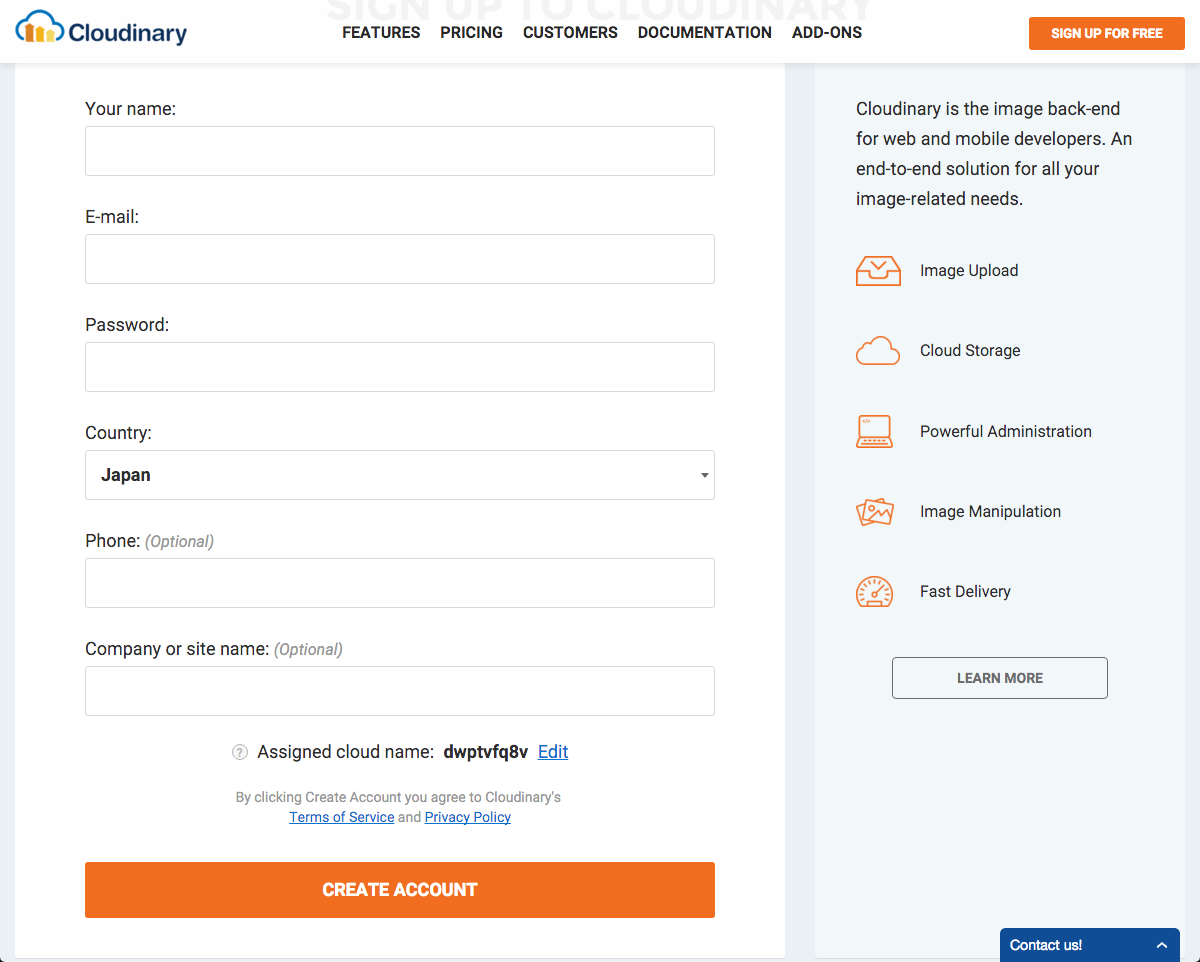 SIGN UP TO CLOUDINARY
Cloudinary
FEATURES PRICING CUSTOMERS DOCUMENTATION ADD-ONS
SIGN UP FOR FREE
Your name:
E-mail:
Password:
Country:
Japan
Phone: (Optional)
Company or site name: (Optional)
? Assigned cloud name: dwptvfq8v Edit
By clicking Create Account you agree to Cloudinary's
Terms of Service and Privacy Policy
CREATE ACCOUNT
Cloudinary is the image back-end
for web and mobile developers. An
end-to-end solution for all your
image-related needs.
Image Upload
Cloud Storage
Powerful Administration
Image Manipulation
Fast Delivery
LEARN MORE
Contact us!